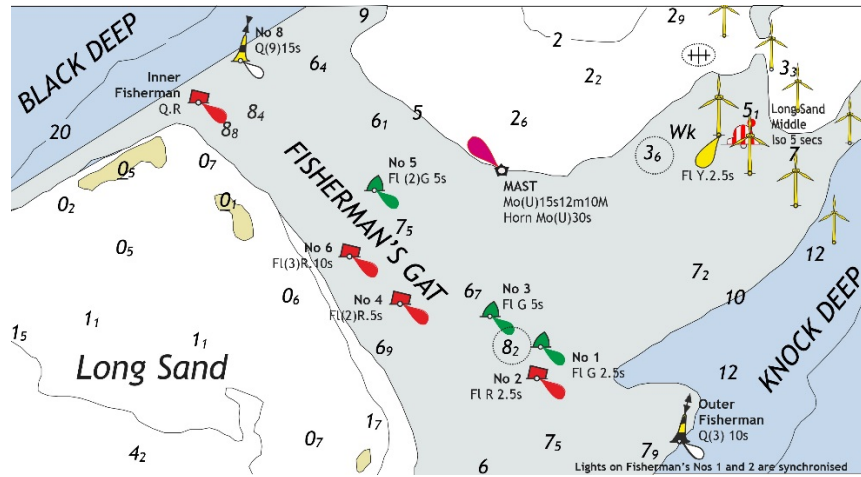 BLACK DEEP
No 8
Q(9)15s
Inner
Fisherman
Q.R
20
9
6₄
8₄
8₈
2
2₉
2₂
3₃
5
6₁
2₆
Wk
3₆
5₁
Long Sand
Middle
Iso 5 secs
7
Fl Y.2.5s
0₇
0₅
0₂
0₁
0₅
FISHERMAN'S GAT
No 5
Fl (2)G 5s
7₅
MAST
Mo(U)15s12m10M
Horn Mo(U)30s
No 6
Fl(3)R.10s
12
7₂
10
0₆
No 4
Fl(2)R.5s
6₇
No 3
Fl G 5s
1₅
1₁
1₁
6₉
8₂
No 1
Fl G 2.5s
Long Sand
No 2
Fl R 2.5s
12
KNOCK DEEP
Outer
Fisherman
Q(3) 10s
1₇
0₇
4₂
7₅
7₉
6
Lights on Fisherman's Nos 1 and 2 are synchronised